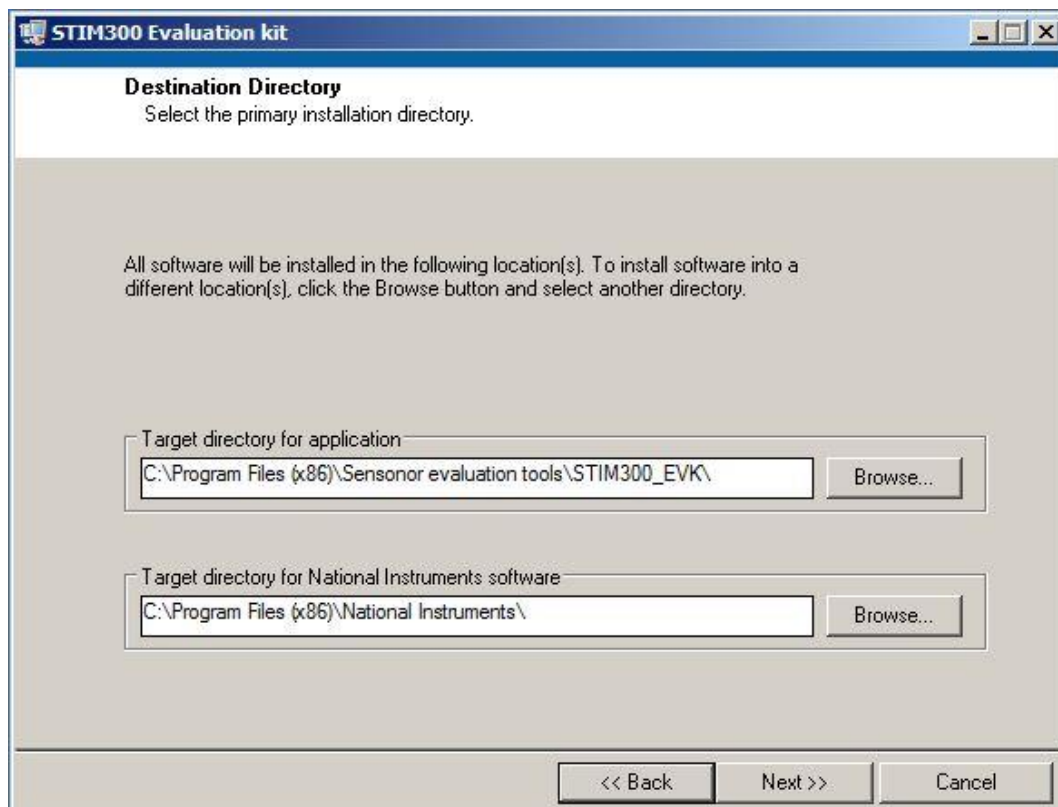 STIM300 Evaluation kit
Destination Directory
Select the primary installation directory.
All software will be installed in the following location(s). To install software into a
different location(s), click the Browse button and select another directory.
Target directory for application
C:\Program Files (x86)\Sensonor evaluation tools\STIM300_EVK\
Browse...
Target directory for National Instruments software
C:\Program Files (x86)\National Instruments\
Browse...
<< Back
Next >>
Cancel